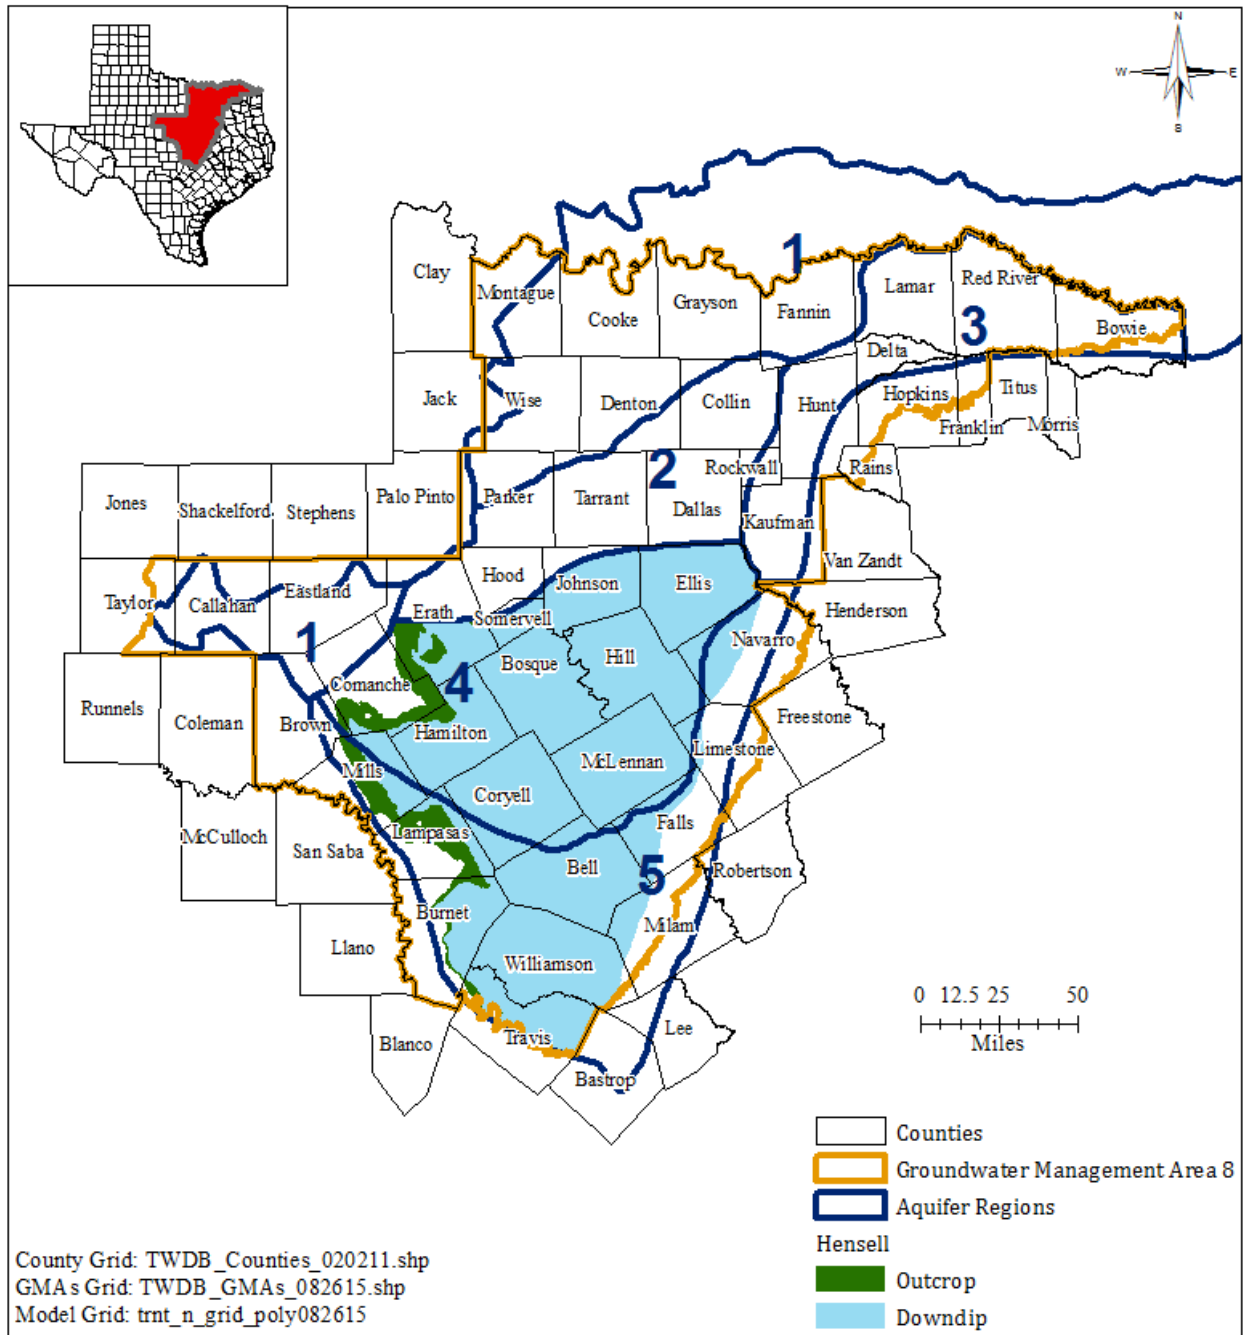 N
W
E
S
1
Clay
Montague
Cooke
Grayson
Fannin
Lamar
Red River
3
Bowie
Delta
Jack
Wise
Denton
Collin
Hunt
Hopkins
Titus
Franklin
Morris
2
Rockwall
Rains
Jones
Shackelford
Stephens
Palo Pinto
Parker
Tarrant
Dallas
Kaufman
Van Zandt
Taylor
Callahan
Eastland
Hood
Johnson
Ellis
Erath
Somervell
Henderson
1
Navarro
Bosque
Hill
Comanche
4
Runnels
Coleman
Brown
Hamilton
Freestone
Limestone
Mills
McLennan
Coryell
Lampasas
Falls
McCulloch
San Saba
Bell
5
Robertson
Burnet
Milam
Llano
Williamson
0 12.5 25 50
Miles
Blanco
Travis
Lee
Bastrop
Counties
Groundwater Management Area 8
Aquifer Regions
Hensell
Outcrop
Downdip
County Grid: TWDB_Counties_020211.shp
GMAs Grid: TWDB_GMAs_082615.shp
Model Grid: trnt_n_grid_poly082615